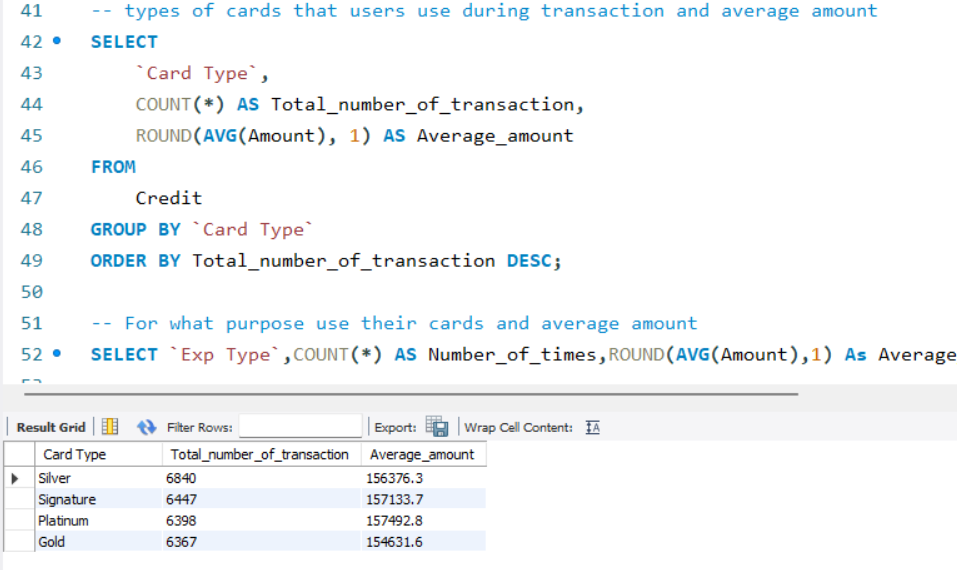 41 -- types of cards that users use during transaction and average amount
42 SELECT
43 `Card Type`,
44 COUNT(*) AS Total_number_of_transaction,
45 ROUND(AVG(Amount), 1) AS Average_amount
46 FROM
47 Credit
48 GROUP BY `Card Type`
49 ORDER BY Total_number_of_transaction DESC;
50
51 -- For what purpose use their cards and average amount
52 SELECT `Exp Type`,COUNT(*) AS Number_of_times,ROUND(AVG(Amount),1) As Average
Result Grid Filter Rows: Export: Wrap Cell Content: IA
Card Type Total_number_of_transaction Average_amount
Silver 6840 156376.3
Signature 6447 157133.7
Platinum 6398 157492.8
Gold 6367 154631.6